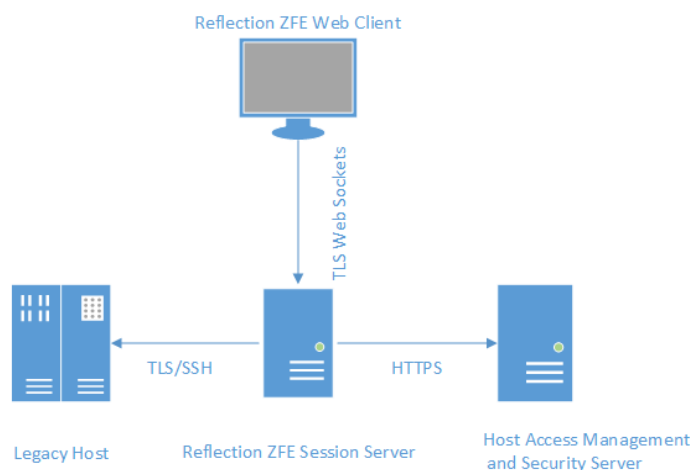 Reflection ZFE Web Client
TLS Web Sockets
TLS/SSH
HTTPS
Legacy Host
Reflection ZFE Session Server
Host Access Management
and Security Server